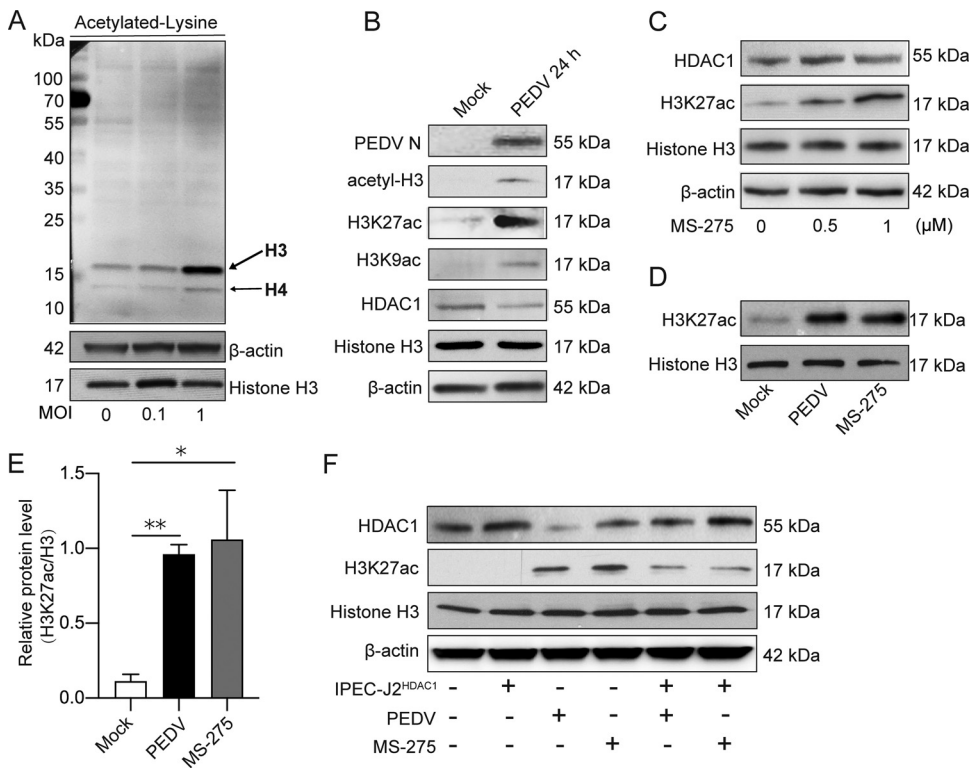 A
Acetylated-Lysine
kDa
100
70
55
40
35
25
15
10
H3
H4
42
β-actin
17
Histone H3
MOI 0 0.1 1
B
Mock PEDV 24 h
PEDV N 55 kDa
acetyl-H3 17 kDa
H3K27ac 17 kDa
H3K9ac 17 kDa
HDAC1 55 kDa
Histone H3 17 kDa
β-actin 42 kDa
C
HDAC1 55 kDa
H3K27ac 17 kDa
Histone H3 17 kDa
β-actin 42 kDa
MS-275 0 0.5 1 (μM)
D
H3K27ac 17 kDa
Histone H3 17 kDa
Mock PEDV MS-275
E
Relative protein level
(H3K27ac/H3)
1.5
1.0
0.5
0.0
*
**
Mock PEDV MS-275
F
HDAC1 55 kDa
H3K27ac 17 kDa
Histone H3 17 kDa
β-actin 42 kDa
IPEC-J2HDAC1 - + - - + +
PEDV - - + - + -
MS-275 - - - + - +